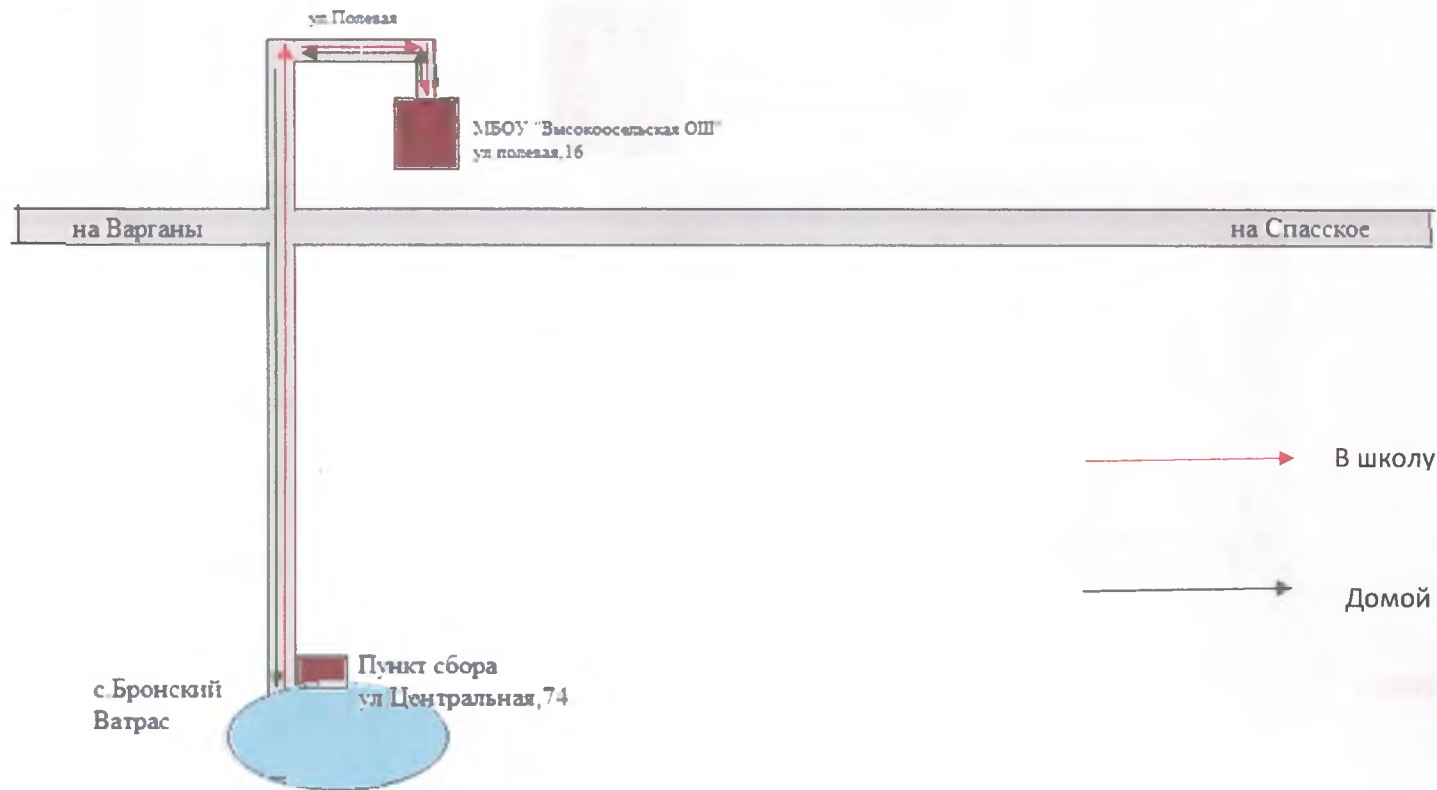 ул.Полевая
МБОУ "Высокоосельская ОШ"
ул полевая,16
на Варганы
на Спасское
В школу
Домой
Пункт сбора
ул Центральная,74
с.Бронский
Ватрас